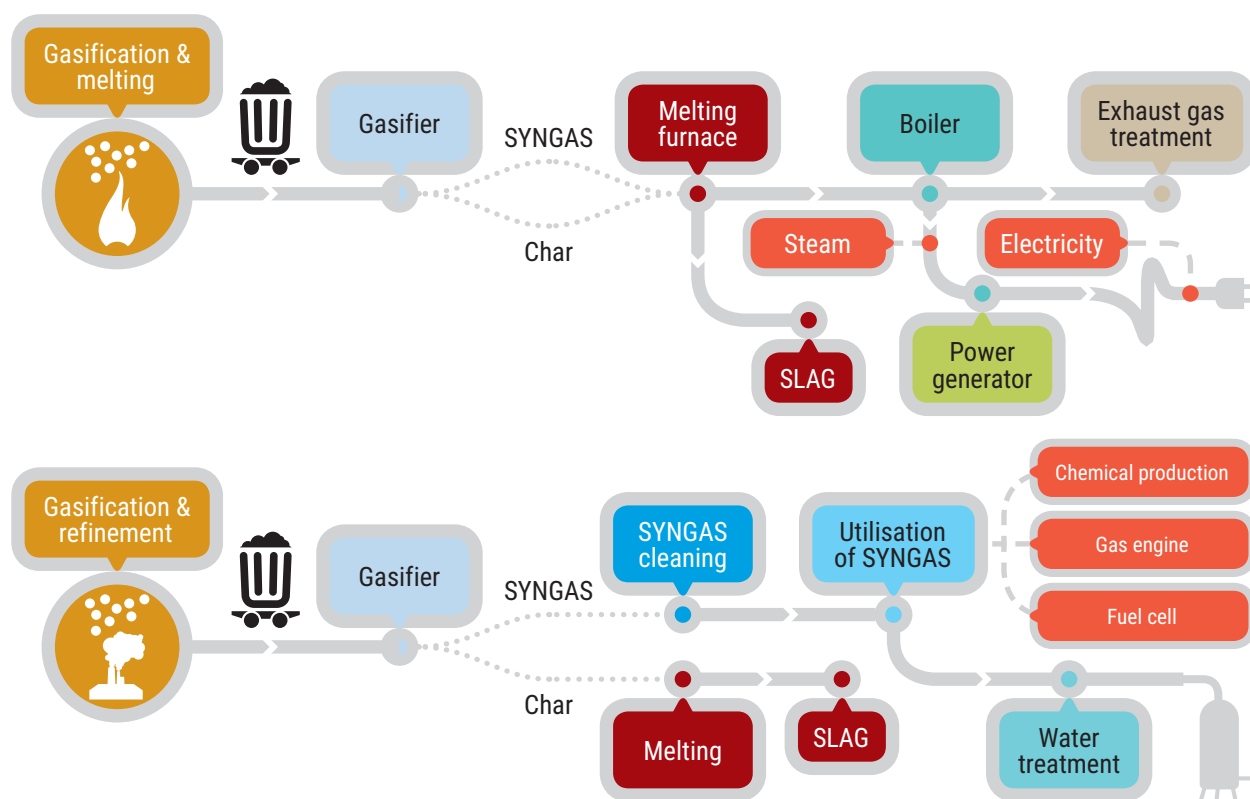 Gasification &
melting
Gasifier
SYNGAS
Char
Melting
furnace
Boiler
Exhaust gas
treatment
Steam
Electricity
SLAG
Power
generator
Gasification &
refinement
Gasifier
SYNGAS
Char
SYNGAS
cleaning
Utilisation
of SYNGAS
Chemical production
Gas engine
Fuel cell
Melting
SLAG
Water
treatment